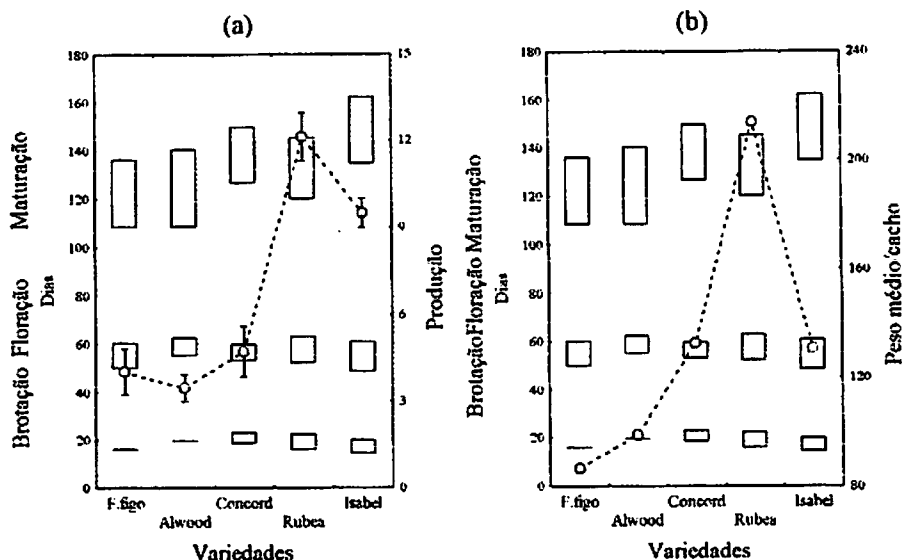 (a)
180
160
140
120
100
80
60
40
20
0
Brotação Floração Maturação
Dias
15
12
9
6
3
0
Produção
F.figo
Alwood
Concord
Rubea
Isabel
Variedades
(b)
180
160
140
120
100
80
60
40
20
0
Brotação Floração Maturação
Dias
240
200
160
120
80
Peso médio/cacho
F.figo
Alwood
Concord
Rubea
Isabel
Variedades